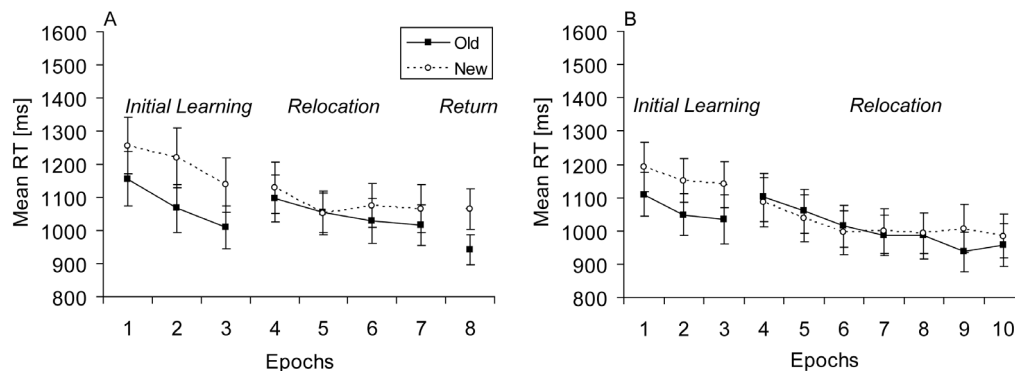 A
Mean RT [ms]
1600
1500
1400
1300
1200
1100
1000
900
800
Old
New
Initial Learning
Relocation
Return
1 2 3 4 5 6 7 8
Epochs
B
Mean RT [ms]
1600
1500
1400
1300
1200
1100
1000
900
800
Initial Learning
Relocation
1 2 3 4 5 6 7 8 9 10
Epochs